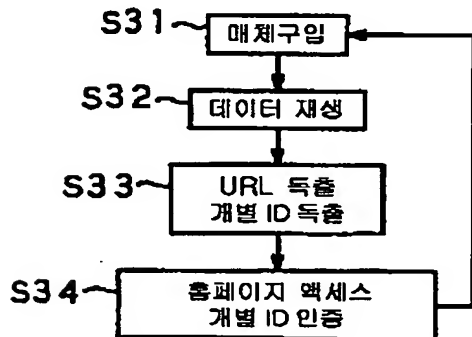 S31 매체구입
S32 데이터 재생
S33 URL 독출
개별 ID 독출
S34 홈페이지 액세스
개별 ID 인증